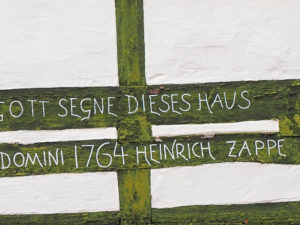 GOTT SEGNE DIESES HAUS
DOMINI 1764 HEINRICH ZAPPE